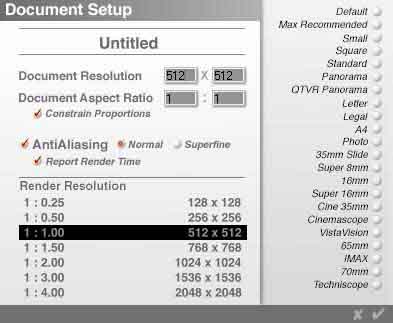 Document Setup
Untitled
Document Resolution 512 X 512
Document Aspect Ratio 1 : 1
Constrain Proportions
AntiAliasing Normal Superfine
Report Render Time
Render Resolution
1 : 0.25 128 x 128
1 : 0.50 256 x 256
1 : 1.00 512 x 512
1 : 1.50 768 x 768
1 : 2.00 1024 x 1024
1 : 3.00 1536 x 1536
1 : 4.00 2048 x 2048
Default
Max Recommended
Small
Square
Standard
Panorama
QTVR Panorama
Letter
Legal
A4
Photo
35mm Slide
Super 8mm
16mm
Super 16mm
Cine 35mm
Cinemascope
VistaVision
65mm
IMAX
70mm
Techniscope